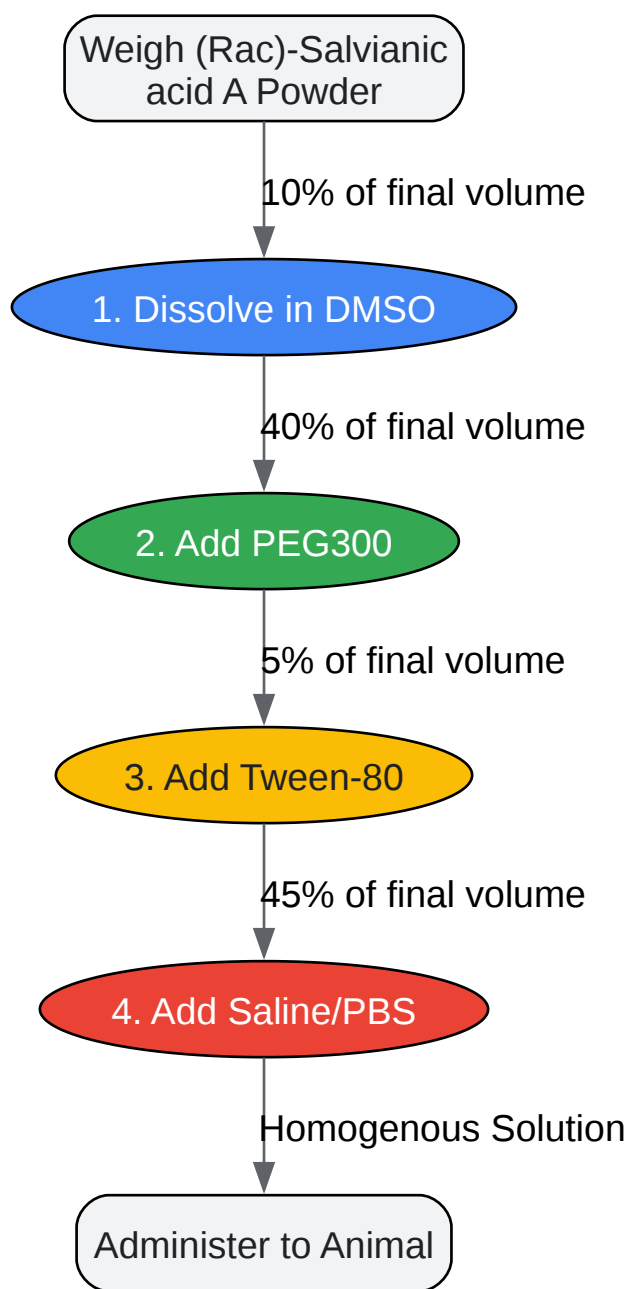 Weigh (Rac)-Salvianic
acid A Powder
10% of final volume
1. Dissolve in DMSO
40% of final volume
2. Add PEG300
5% of final volume
3. Add Tween-80
45% of final volume
4. Add Saline/PBS
Homogenous Solution
Administer to Animal